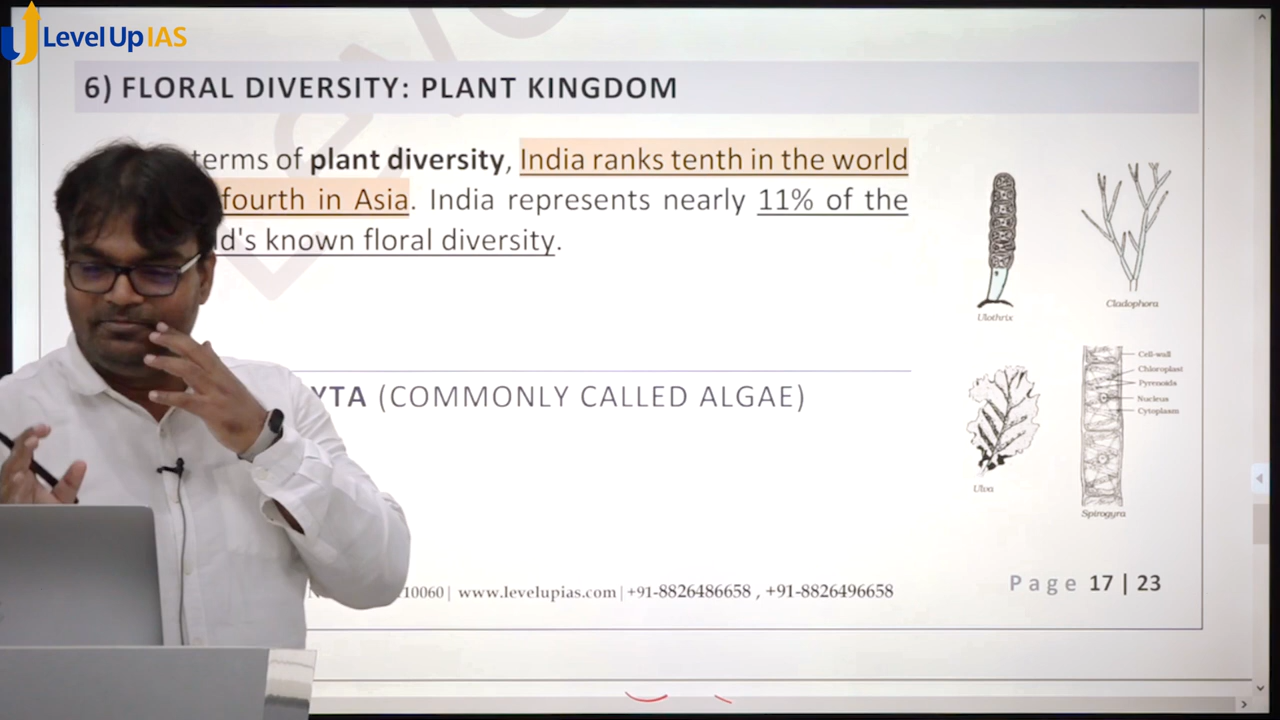 Level Up IAS
6) FLORAL DIVERSITY: PLANT KINGDOM
terms of plant diversity, India ranks tenth in the world
fourth in Asia. India represents nearly 11% of the
d's known floral diversity.
YTA (COMMONLY CALLED ALGAE)
Ulothrix
Cladophora
Cell-wall
Chloroplast
Pyrenoids
Nucleus
Cytoplasm
Ulva
Spirogyra
10060| www.levelupias.com | +91-8826486658 , +91-8826496658
Page 17 | 23